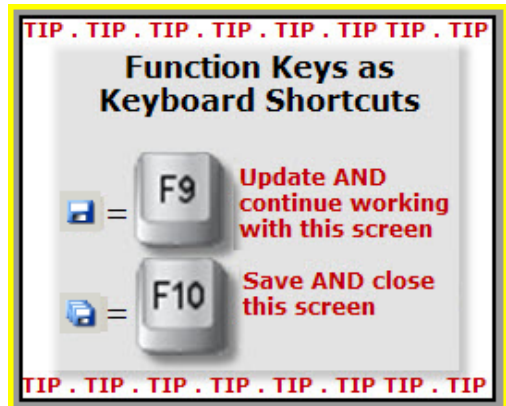 TIP . TIP . TIP . TIP . TIP . TIP . TIP . TIP
Function Keys as
Keyboard Shortcuts
= F9 Update AND
continue working
with this screen
= F10 Save AND close
this screen
TIP . TIP . TIP . TIP . TIP . TIP TIP . TIP